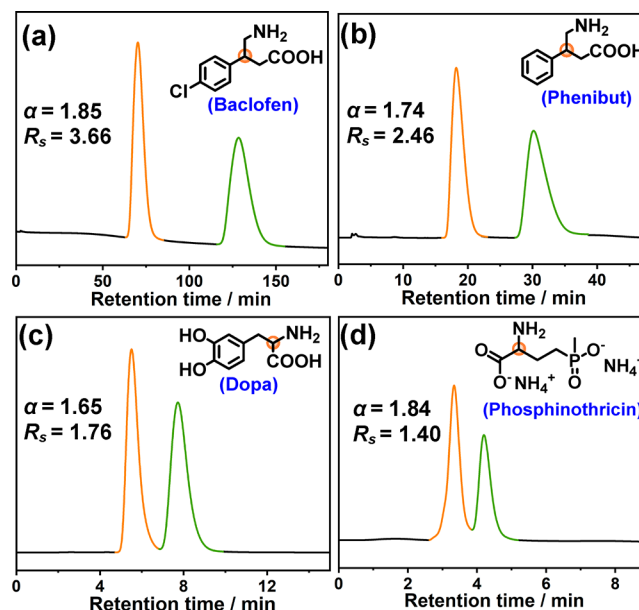 (a)
NH₂
COOH
Cl
(Baclofen)
α = 1.85
Rs = 3.66
0 50 100 150
Retention time / min
(b)
NH₂
COOH
(Phenibut)
α = 1.74
Rs = 2.46
0 10 20 30 40
Retention time / min
(c)
HO
HO
NH₂
COOH
(Dopa)
α = 1.65
Rs = 1.76
0 4 8 12
Retention time / min
(d)
NH₂
O
O⁻
NH₄⁺
P
O
O⁻
NH₄⁺
(Phosphinothricin)
α = 1.84
Rs = 1.40
0 2 4 6 8
Retention time / min